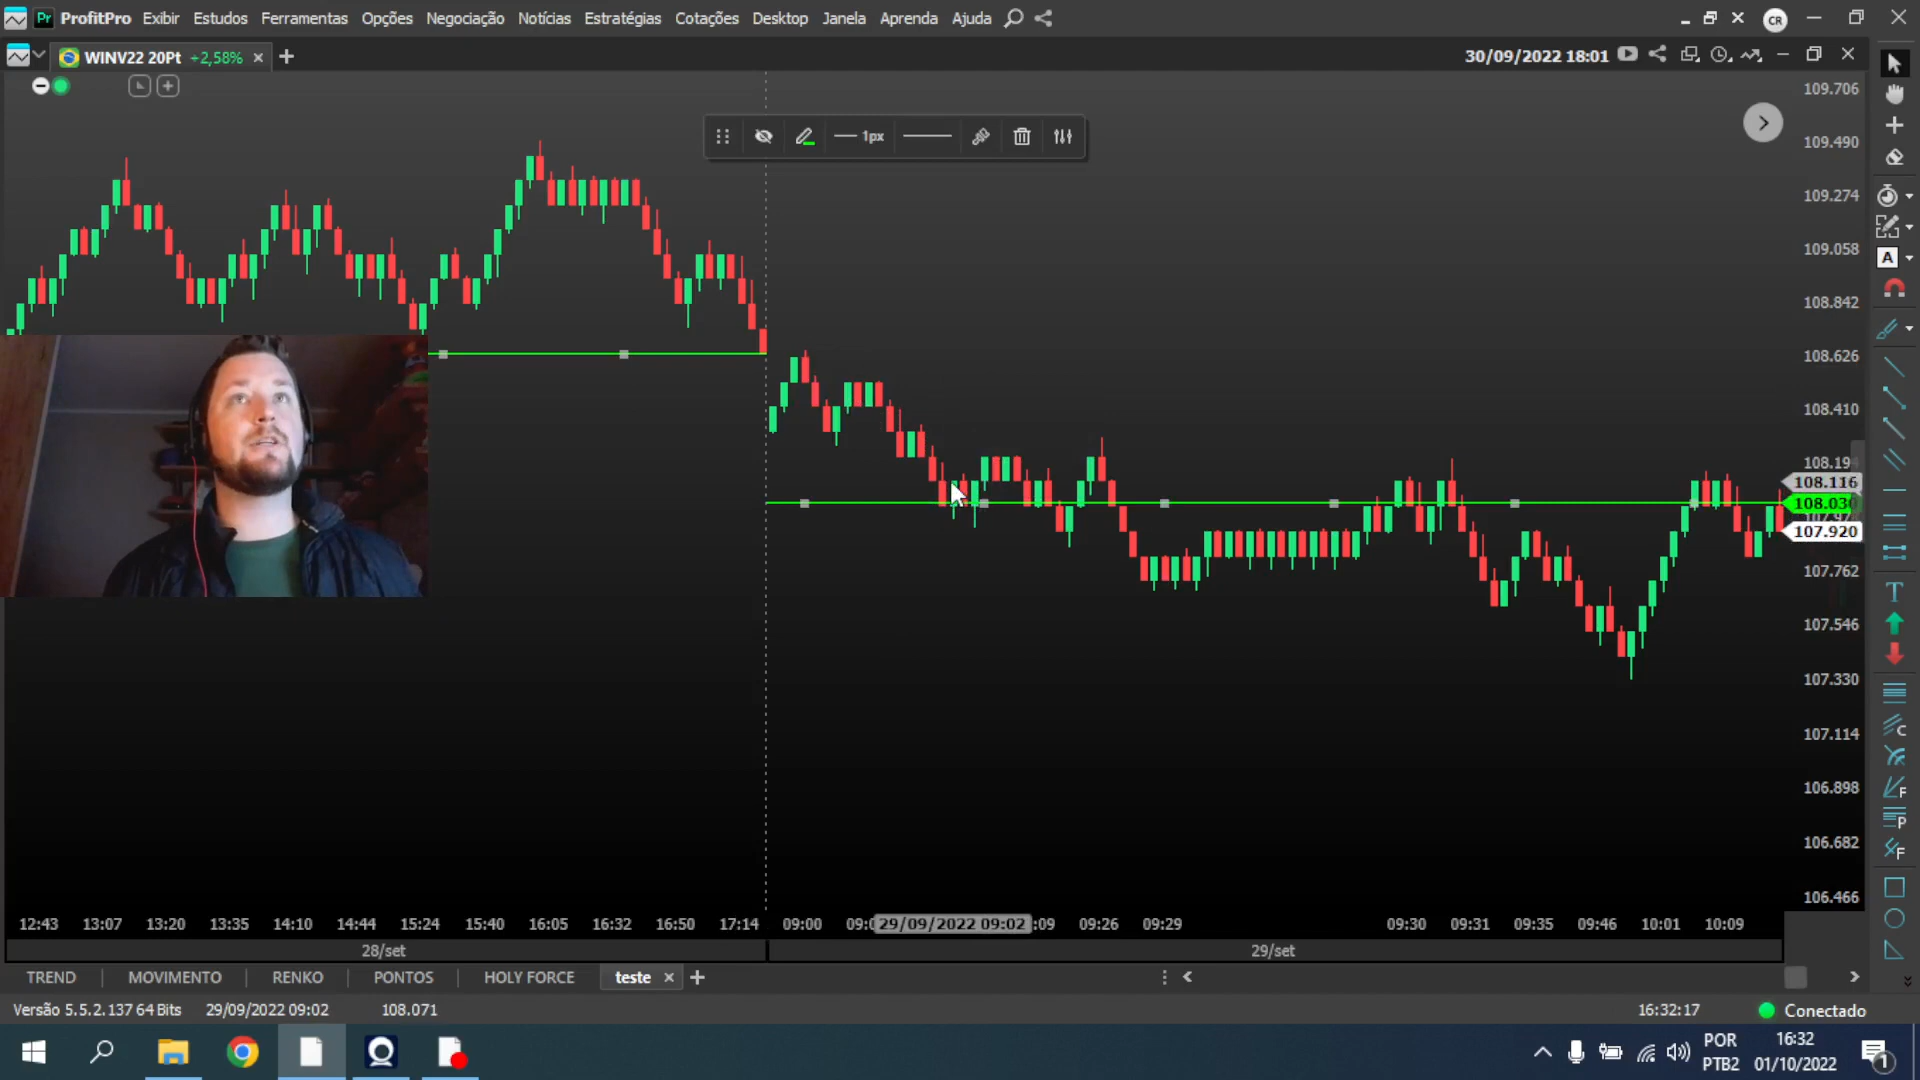 Pr ProfitPro Exibir Estudos Ferramentas Opções Negociação Notícias Estratégias Cotações Desktop Janela Aprenda Ajuda CR
WINV22 20Pt +2,58% 30/09/2022 18:01
109.706
1px
109.490
109.274
109.058
108.842
108.626
108.410
108.194
108.116
108.030
107.920
107.762
107.546
107.330
107.114
106.898
106.682
106.466
A
T
C
F
P
F
12:43 13:07 13:20 13:35 14:10 14:44 15:24 15:40 16:05 16:32 16:50 17:14 09:00 29/09/2022 09:02 :09 09:26 09:29 09:30 09:31 09:35 09:46 10:01 10:09
28/set 29/set
TREND MOVIMENTO RENKO PONTOS HOLY FORCE teste
Versão 5.5.2.137 64 Bits 29/09/2022 09:02 108.071 16:32:17 Conectado
POR 16:32
PTB2 01/10/2022 1